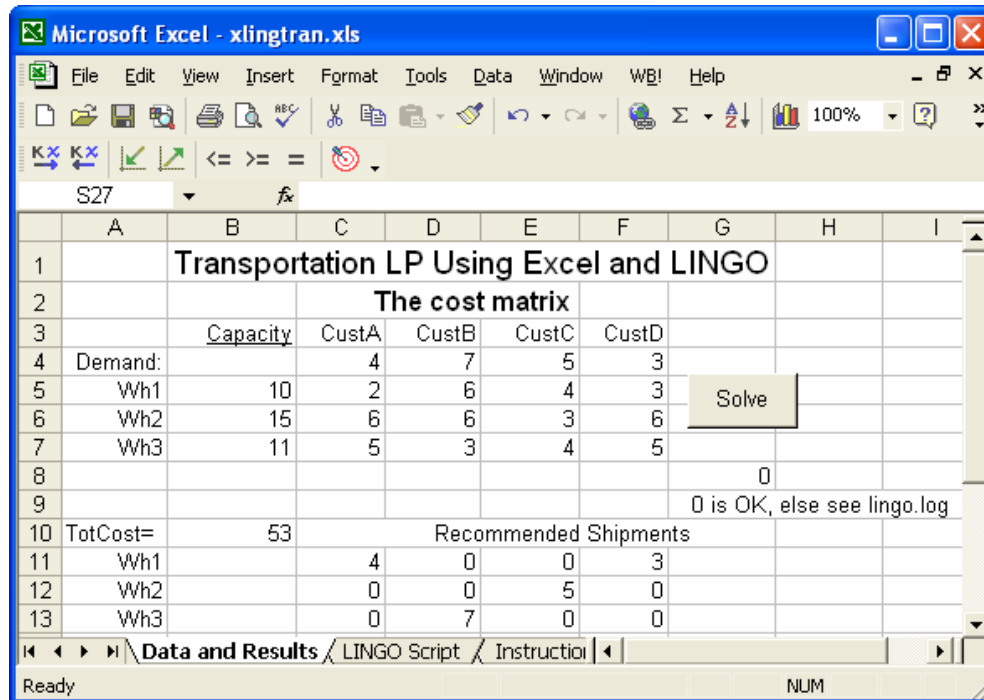 Microsoft Excel - xlingtran.xls
File Edit View Insert Format Tools Data Window WB! Help
ABC Σ A Z 100% ?
KX KX <= >= =
S27 fx
A B C D E F G H I
1 Transportation LP Using Excel and LINGO
2 The cost matrix
3 Capacity CustA CustB CustC CustD
4 Demand: 4 7 5 3
5 Wh1 10 2 6 4 3 Solve
6 Wh2 15 6 6 3 6
7 Wh3 11 5 3 4 5
8 0
9 0 is OK, else see lingo.log
10 TotCost= 53 Recommended Shipments
11 Wh1 4 0 0 3
12 Wh2 0 0 5 0
13 Wh3 0 7 0 0
Data and Results LINGO Script Instructio
Ready NUM